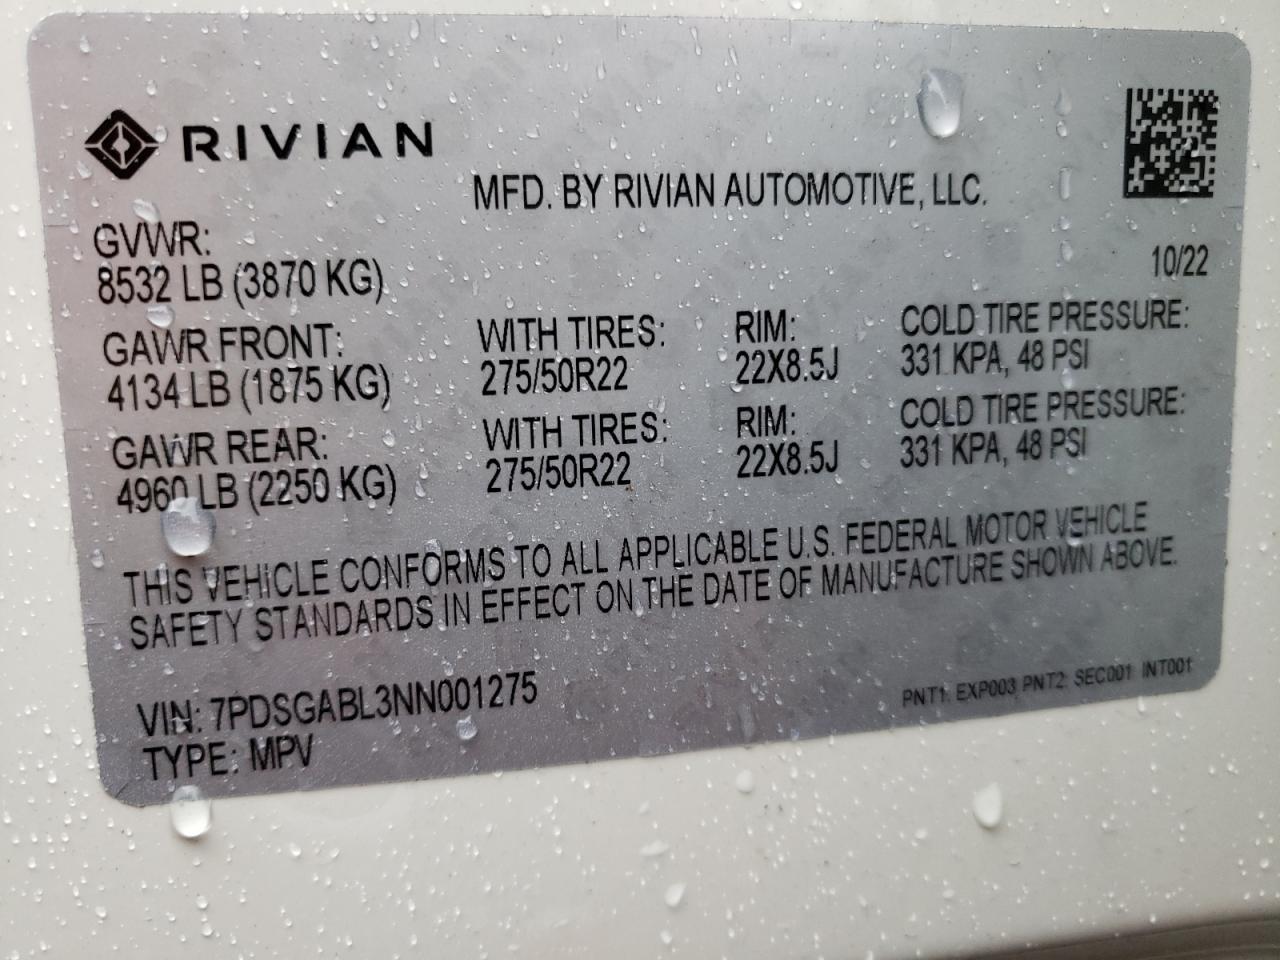 RIVIAN
MFD. BY RIVIAN AUTOMOTIVE, LLC.
10/22
GVWR:
8532 LB (3870 KG)
GAWR FRONT: WITH TIRES: RIM: COLD TIRE PRESSURE:
4134 LB (1875 KG) 275/50R22 22X8.5J 331 KPA, 48 PSI
GAWR REAR: WITH TIRES: RIM: COLD TIRE PRESSURE:
4960 LB (2250 KG) 275/50R22 22X8.5J 331 KPA, 48 PSI
THIS VEHICLE CONFORMS TO ALL APPLICABLE U.S. FEDERAL MOTOR VEHICLE
SAFETY STANDARDS IN EFFECT ON THE DATE OF MANUFACTURE SHOWN ABOVE.
VIN: 7PDSGABL3NN001275
TYPE: MPV
PNT1: EXP003 PNT2: SEC001 INT001